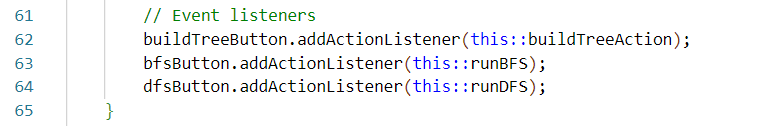 61 // Event listeners
62 buildTreeButton.addActionListener(this::buildTreeAction);
63 bfsButton.addActionListener(this::runBFS);
64 dfsButton.addActionListener(this::runDFS);
65 }